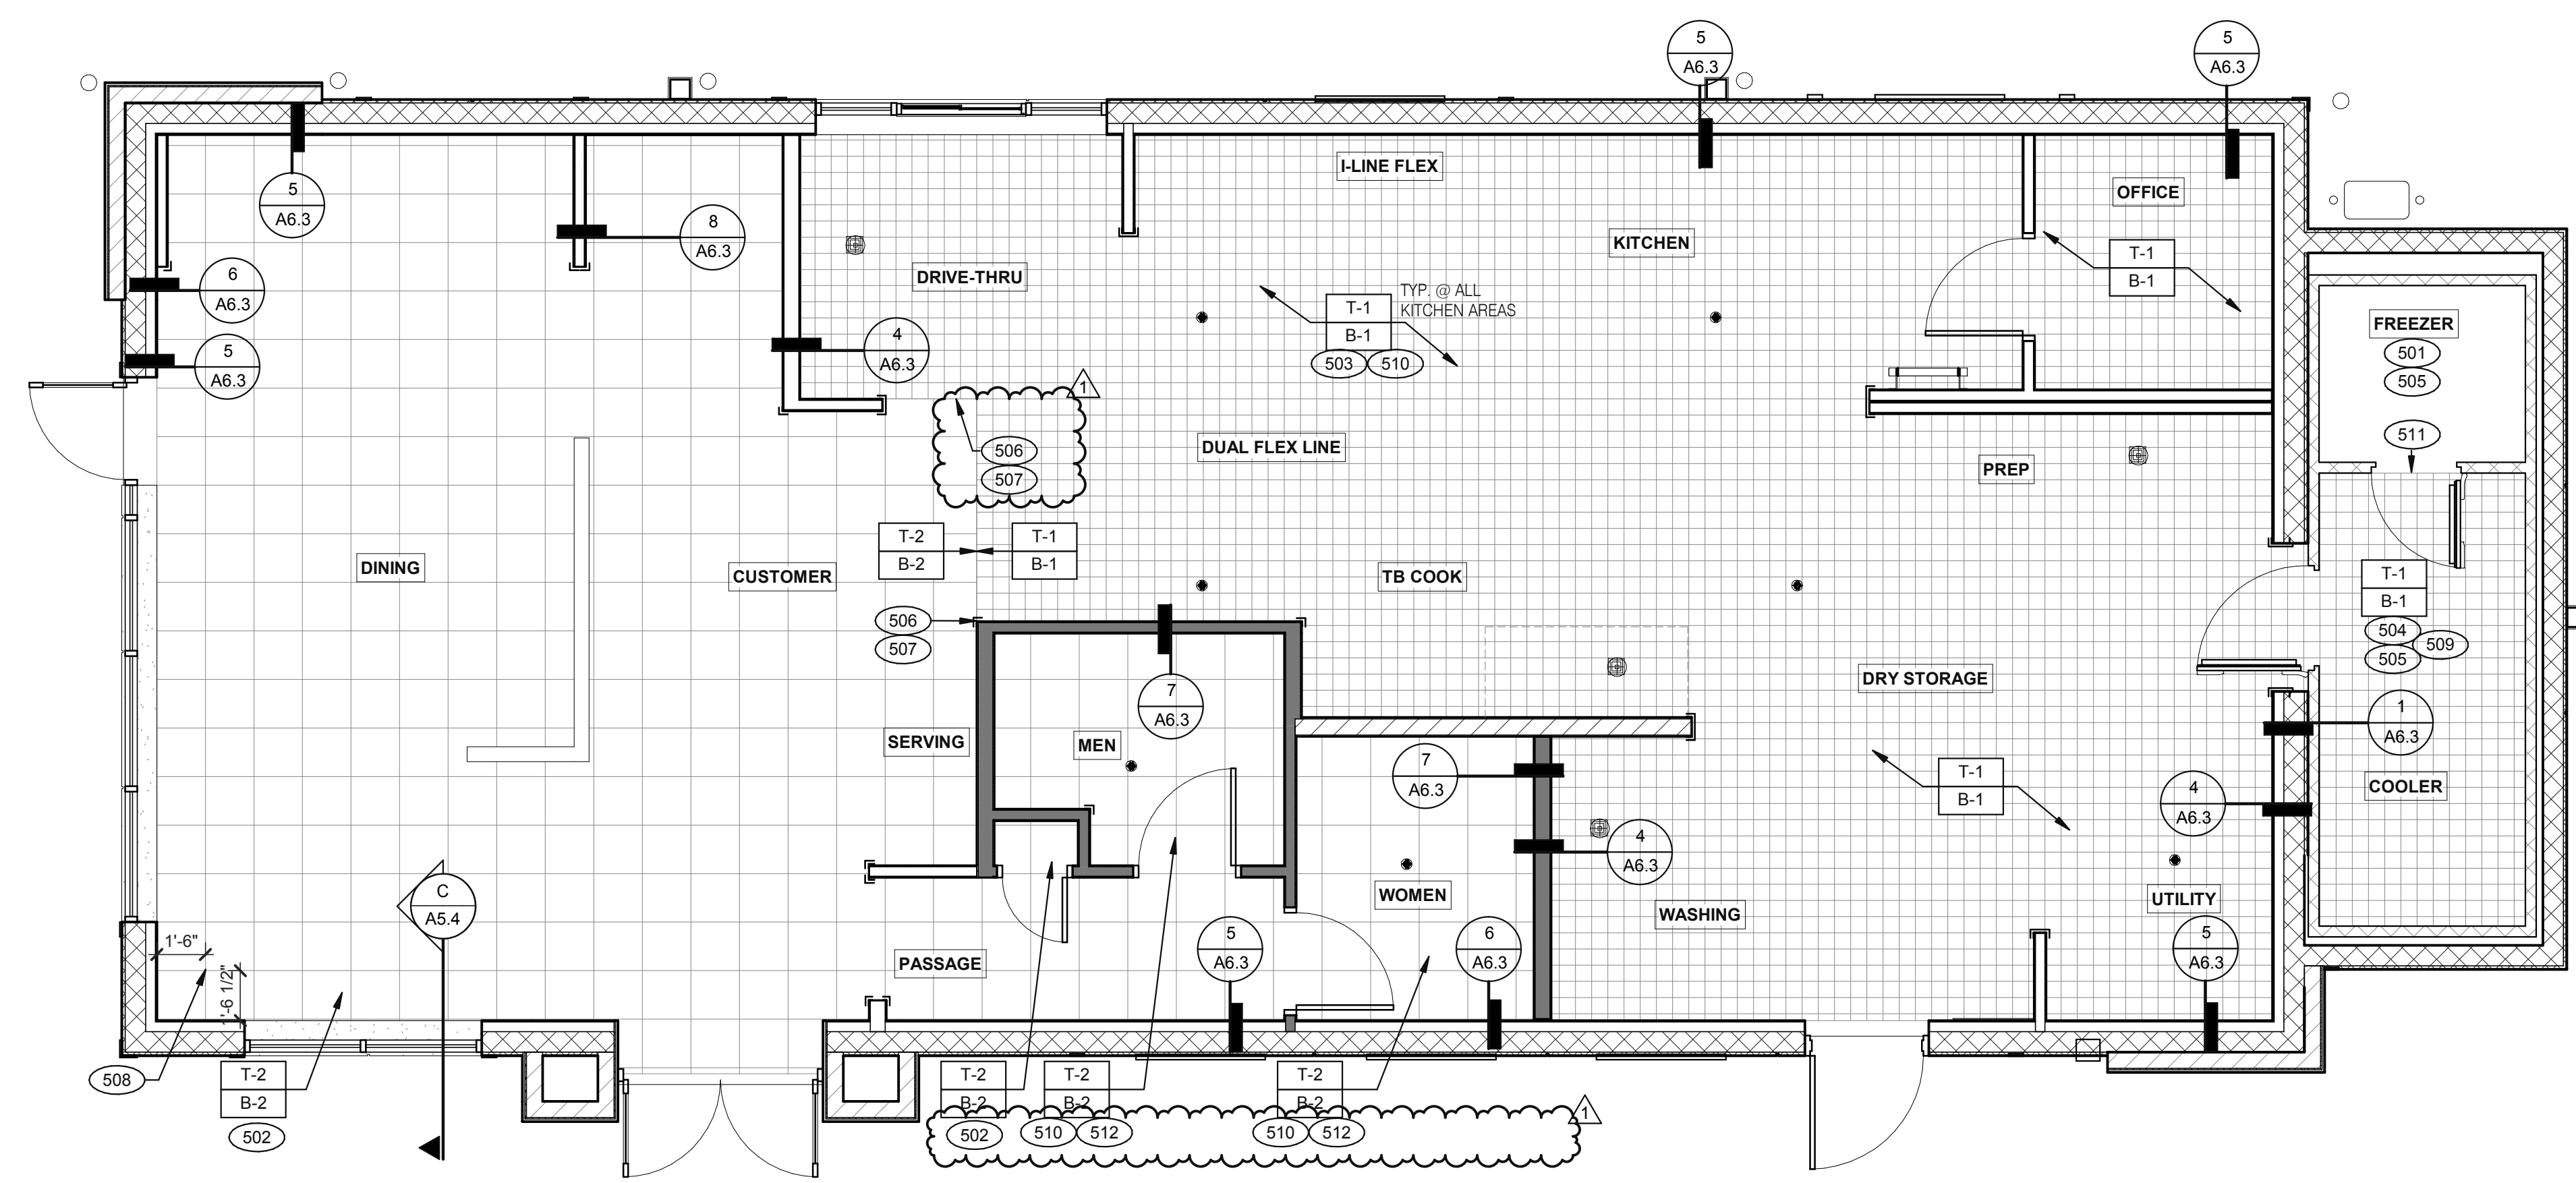 5
A6.3
5
A6.3
I-LINE FLEX
OFFICE
5
A6.3
8
A6.3
KITCHEN
6
A6.3
DRIVE-THRU
T-1
B-1
TYP. @ ALL
KITCHEN AREAS
T-1
B-1
503
510
5
A6.3
4
A6.3
FREEZER
501
505
511
1
506
507
DUAL FLEX LINE
PREP
T-2
B-2
T-1
B-1
DINING
CUSTOMER
TB COOK
T-1
B-1
504
509
505
506
507
7
A6.3
DRY STORAGE
1
A6.3
SERVING
MEN
7
A6.3
T-1
B-1
4
A6.3
COOLER
4
A6.3
C
A5.4
WOMEN
WASHING
UTILITY
1'-6"
PASSAGE
5
A6.3
6
A6.3
5
A6.3
'-6 1/2"
508
T-2
B-2
502
T-2
B-2
502
T-2
B-2
510
512
T-2
B-2
510
512
1